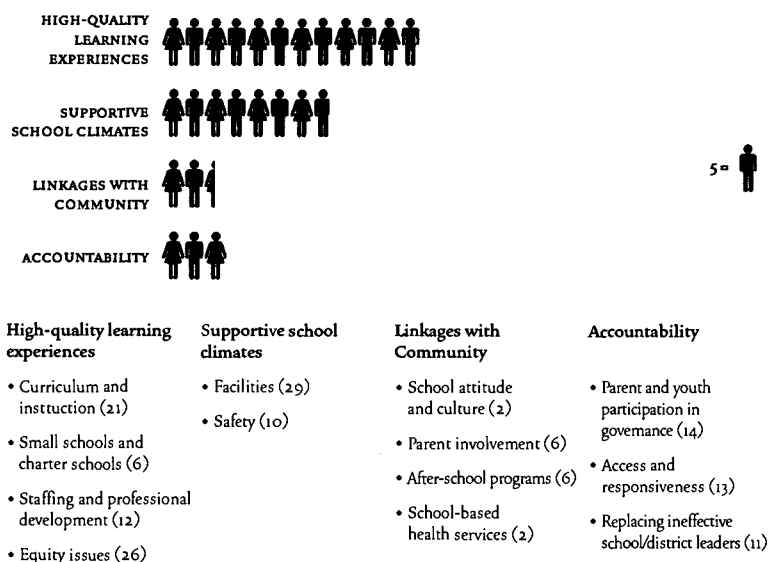 HIGH-QUALITY
LEARNING
EXPERIENCES
SUPPORTIVE
SCHOOL CLIMATES
LINKAGES WITH
COMMUNITY
ACCOUNTABILITY
5=
High-quality learning
experiences
• Curriculum and
insttuction (21)
• Small schools and
charter schools (6)
• Staffing and professional
development (12)
• Equity issues (26)
Supportive school
climates
• Facilities (29)
• Safety (10)
Linkages with
Community
• School attitude
and culture (2)
• Parent involvement (6)
• After-school programs (6)
• School-based
health services (2)
Accountability
• Parent and youth
participation in
governance (14)
• Access and
responsiveness (13)
• Replacing ineffective
school/district leaders (11)